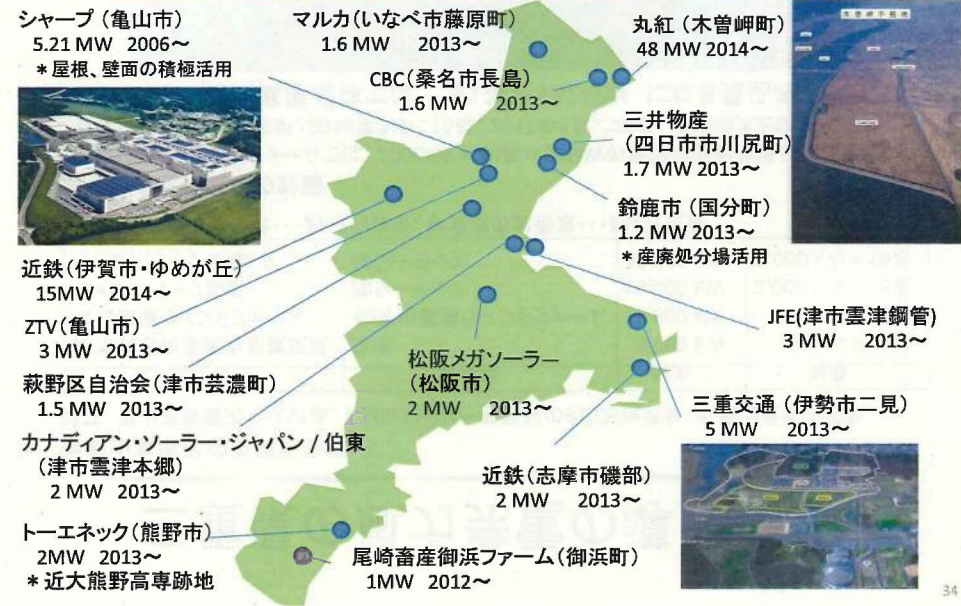 シャープ（亀山市）
5.21 MW 2006～
＊屋根、壁面の積極活用
マルカ（いなべ市藤原町）
1.6 MW 2013～
CBC（桑名市長島）
1.6 MW 2013～
丸紅（木曽岬町）
48 MW 2014～
木曽岬干拓地
三井物産
（四日市市川尻町）
1.7 MW 2013～
鈴鹿市（国分町）
1.2 MW 2013～
＊産廃処分場活用
近鉄（伊賀市・ゆめが丘）
15MW 2014～
ZTV（亀山市）
3 MW 2013～
萩野区自治会（津市芸濃町）
1.5 MW 2013～
カナディアン・ソーラー・ジャパン / 伯東
（津市雲津本郷）
2 MW 2013～
トーエネック（熊野市）
2MW 2013～
＊近大熊野高専跡地
松阪メガソーラー
（松阪市）
2 MW 2013～
JFE（津市雲津鋼管）
3 MW 2013～
三重交通（伊勢市二見）
5 MW 2013～
近鉄（志摩市磯部）
2 MW 2013～
尾崎畜産御浜ファーム（御浜町）
1MW 2012～
34